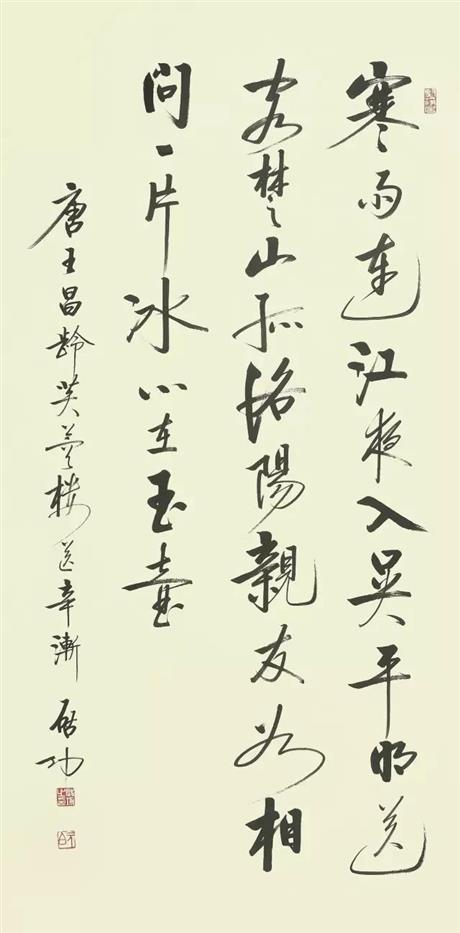 寒雨連江夜入吳平明送
客楚山孤洛陽親友如相
問一片冰心在玉壺
唐王昌齡芙蓉樓送辛漸 启功